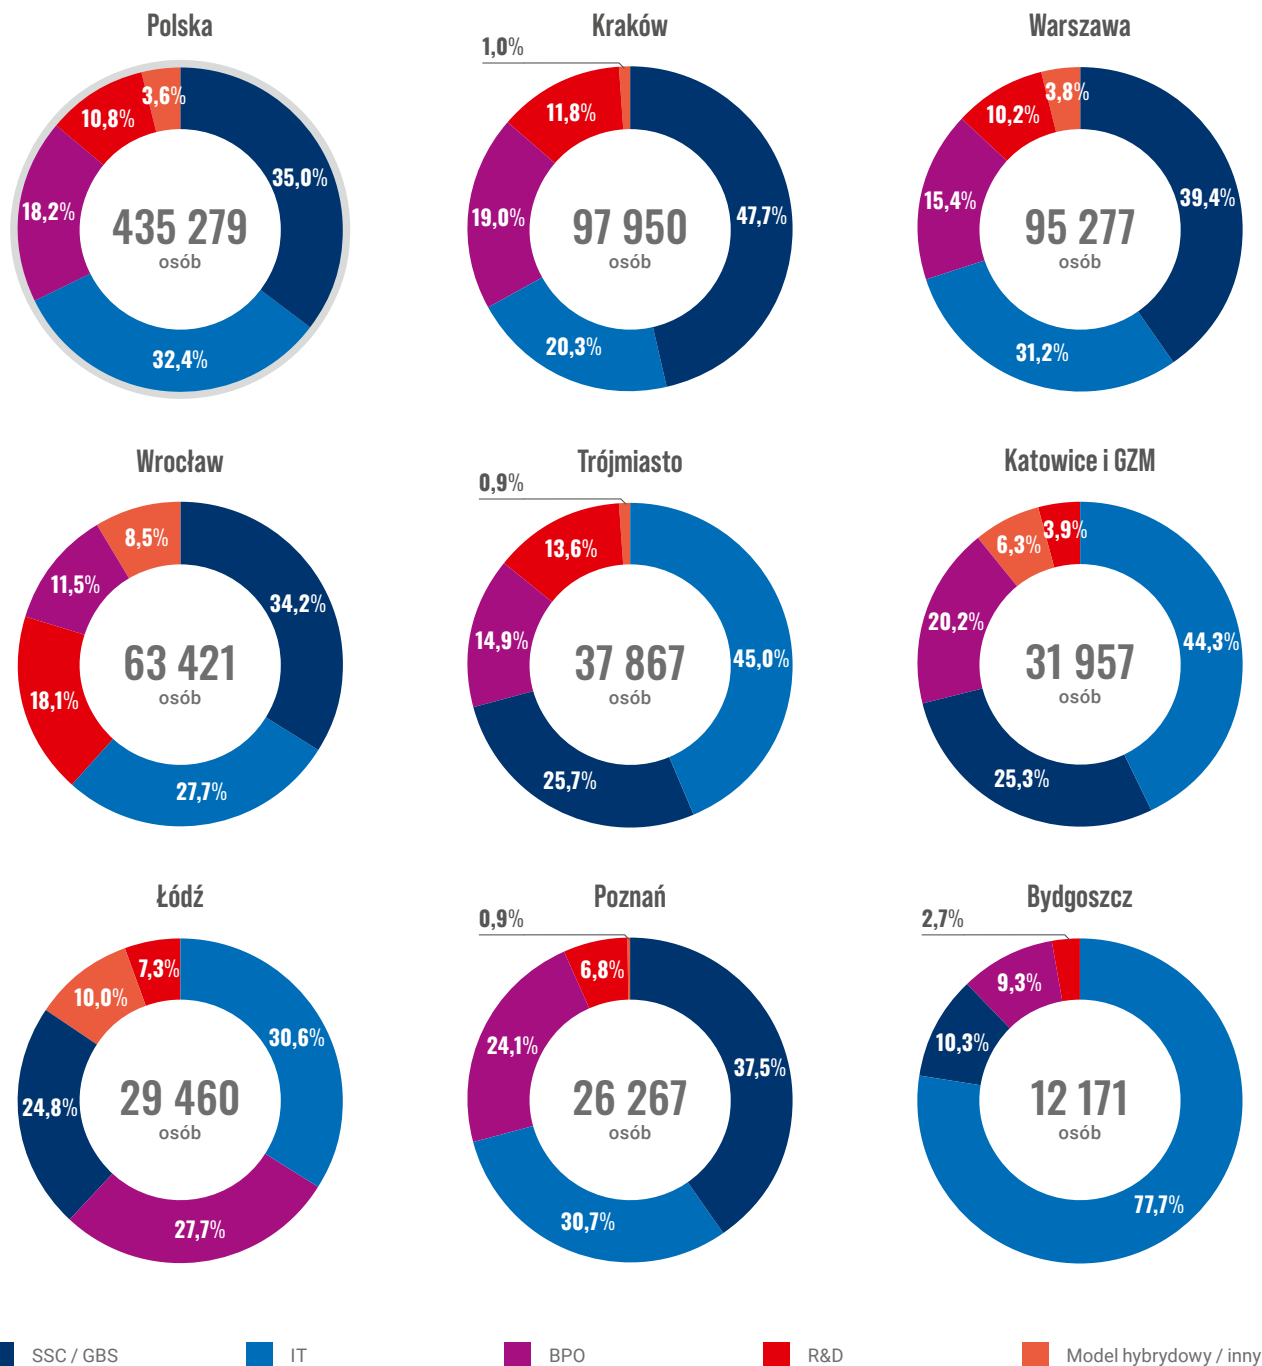 Polska
3,6%
10,8%
35,0%
18,2%
435 279
osób
32,4%
Kraków
1,0%
11,8%
47,7%
19,0%
97 950
osób
20,3%
Warszawa
3,8%
10,2%
39,4%
15,4%
95 277
osób
31,2%
Wrocław
8,5%
11,5%
34,2%
63 421
osób
18,1%
27,7%
Trójmiasto
0,9%
13,6%
14,9%
45,0%
37 867
osób
25,7%
Katowice i GZM
3,9%
6,3%
20,2%
44,3%
31 957
osób
25,3%
Łódź
7,3%
10,0%
30,6%
29 460
osób
24,8%
27,7%
Poznań
0,9%
6,8%
24,1%
37,5%
26 267
osób
30,7%
Bydgoszcz
2,7%
9,3%
10,3%
12 171
osób
77,7%
SSC / GBS
IT
BPO
R&D
Model hybrydowy / inny